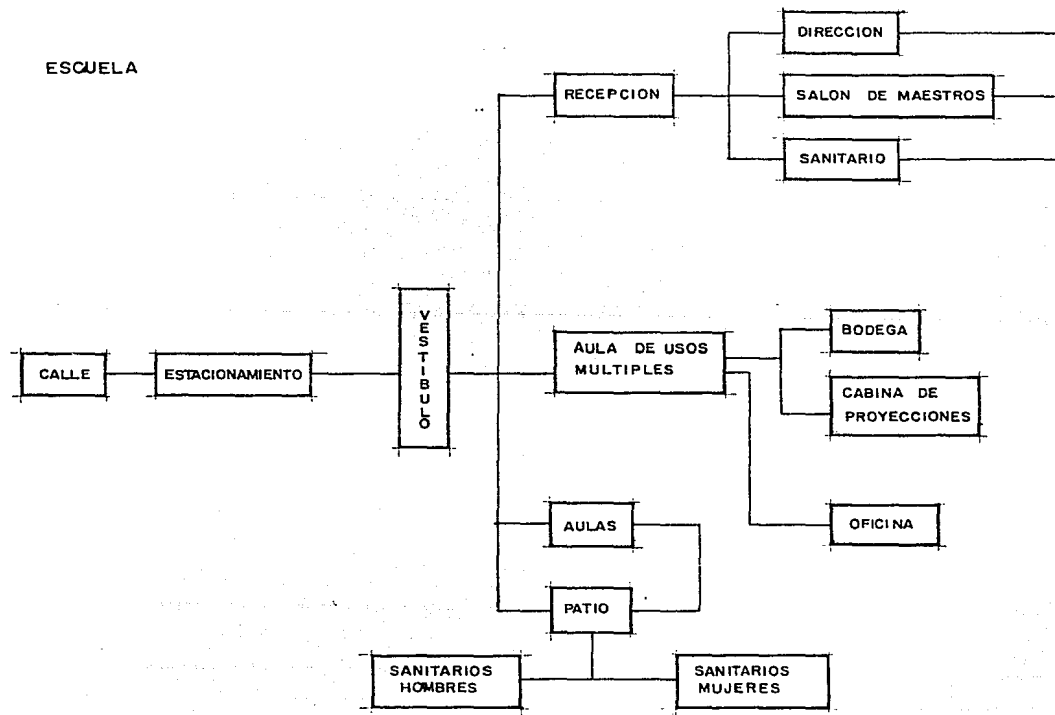 ESCUELA
DIRECCION
RECEPCION
SALON DE MAESTROS
SANITARIO
VESTIBULO
CALLE
ESTACIONAMIENTO
AULA DE USOS
MULTIPLES
BODEGA
CABINA DE
PROYECCIONES
AULAS
OFICINA
PATIO
SANITARIOS
HOMBRES
SANITARIOS
MUJERES